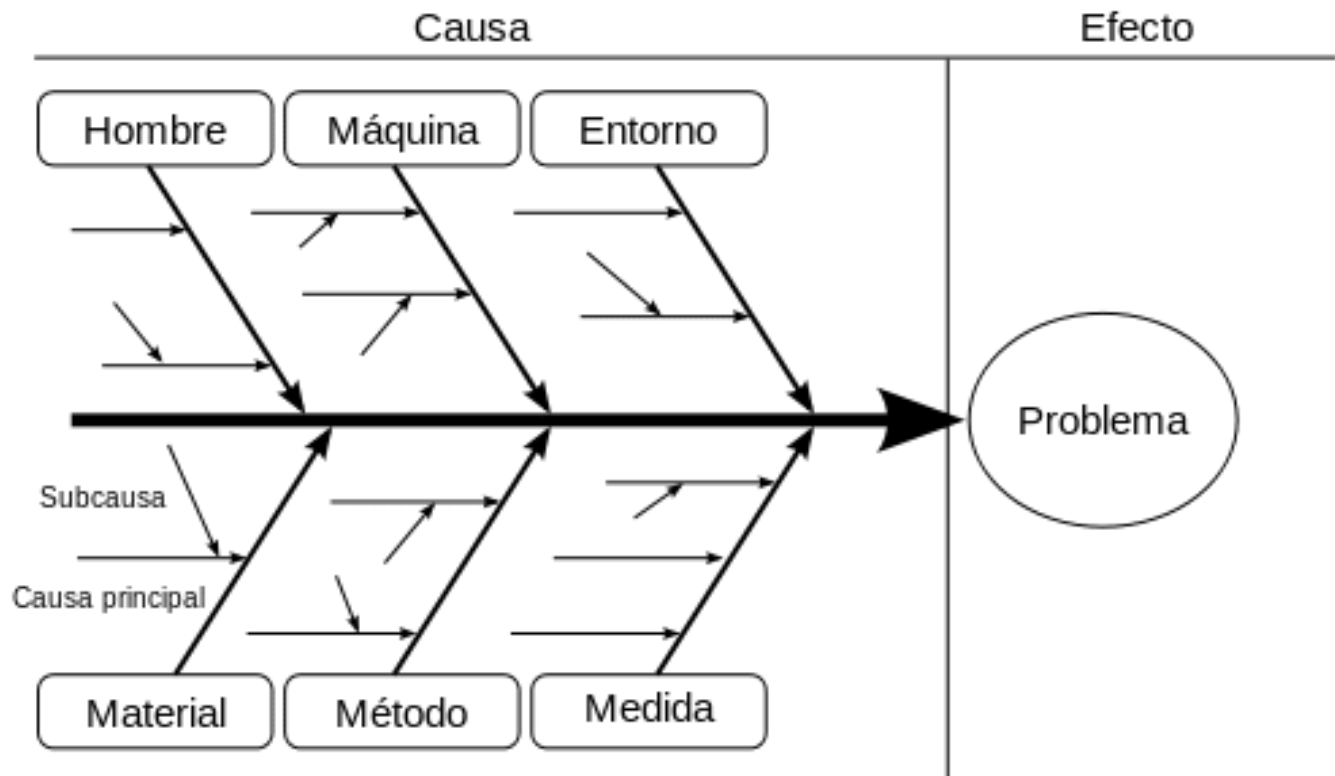 Causa
Efecto
Hombre
Máquina
Entorno
Problema
Subcausa
Causa principal
Material
Método
Medida